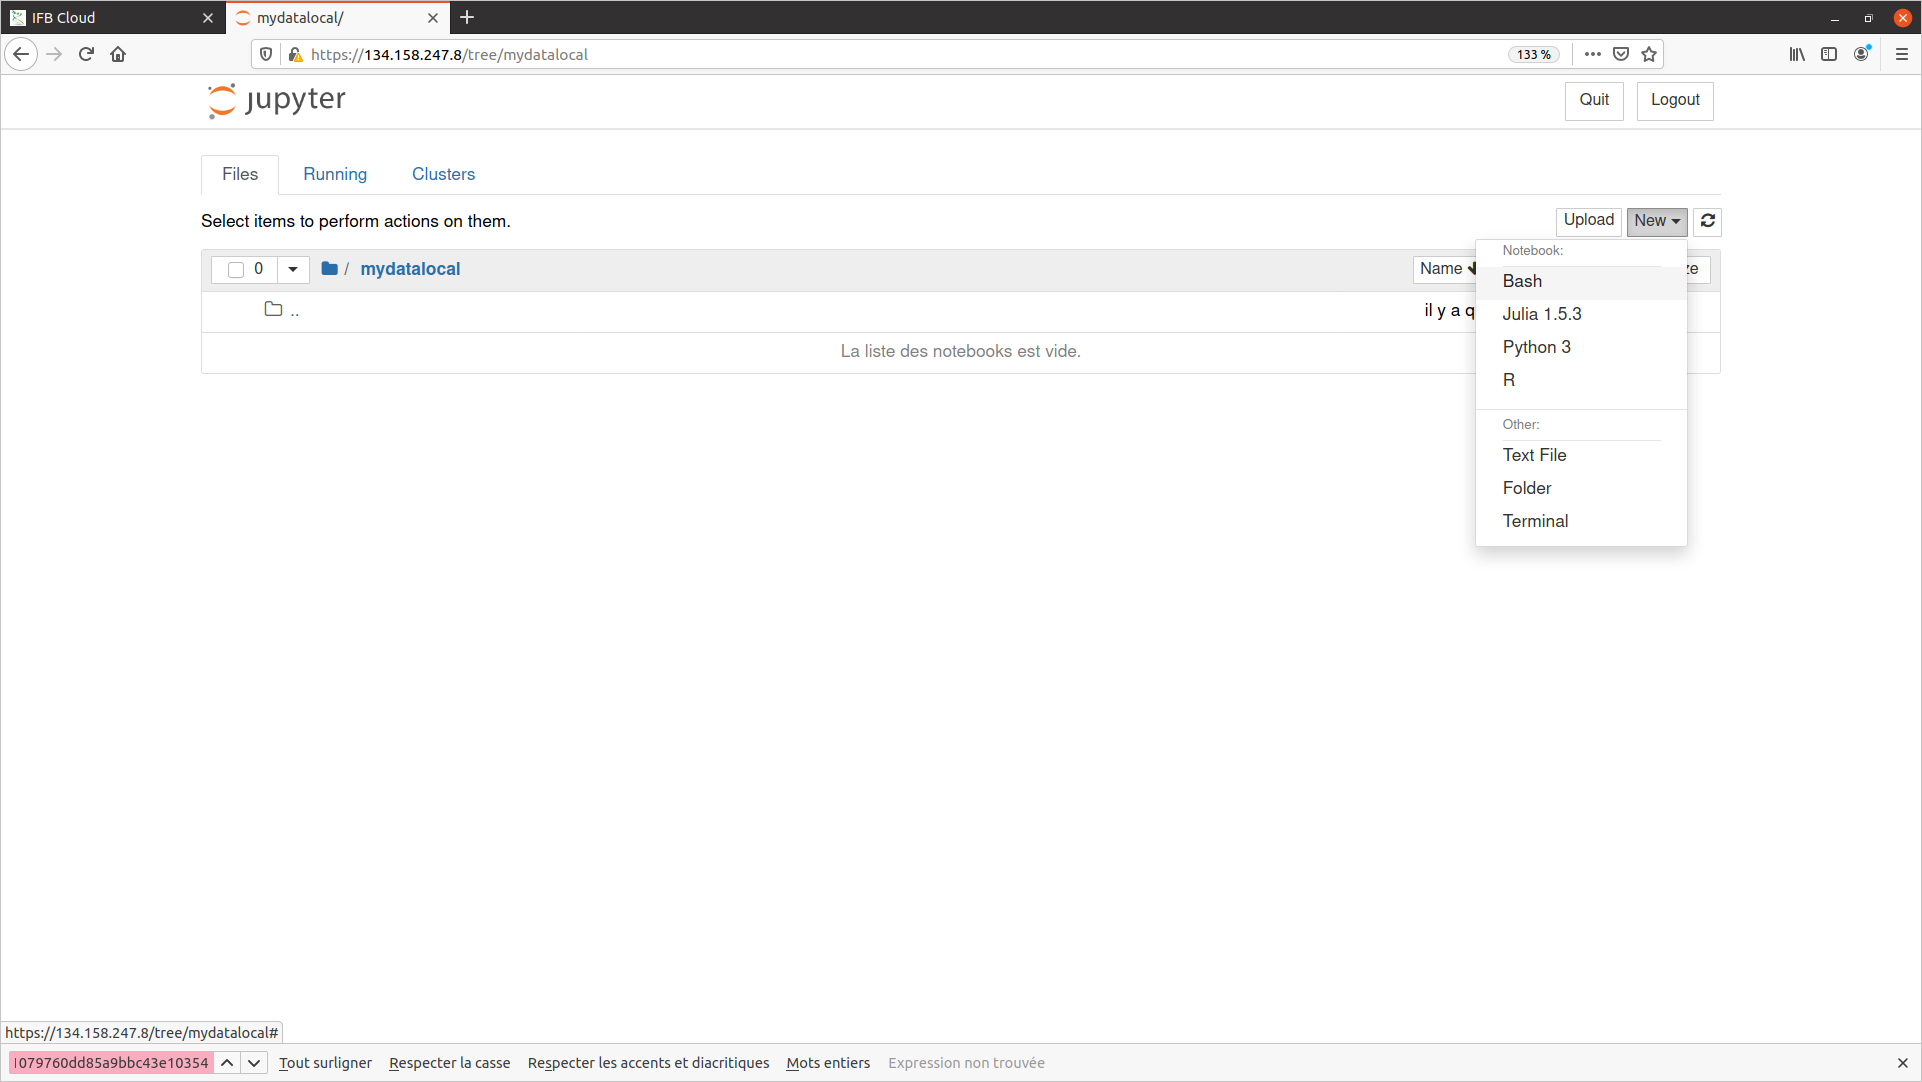 IFB Cloud
mydatalocal/
https://134.158.247.8/tree/mydatalocal
133 %
jupyter
Quit
Logout
Files
Running
Clusters
Select items to perform actions on them.
Upload
New
0
/
mydatalocal
Name
ze
..
il y a q
La liste des notebooks est vide.
Notebook:
Bash
Julia 1.5.3
Python 3
R
Other:
Text File
Folder
Terminal
https://134.158.247.8/tree/mydatalocal#
079760dd85a9bbc43e10354
Tout surligner
Respecter la casse
Respecter les accents et diacritiques
Mots entiers
Expression non trouvée